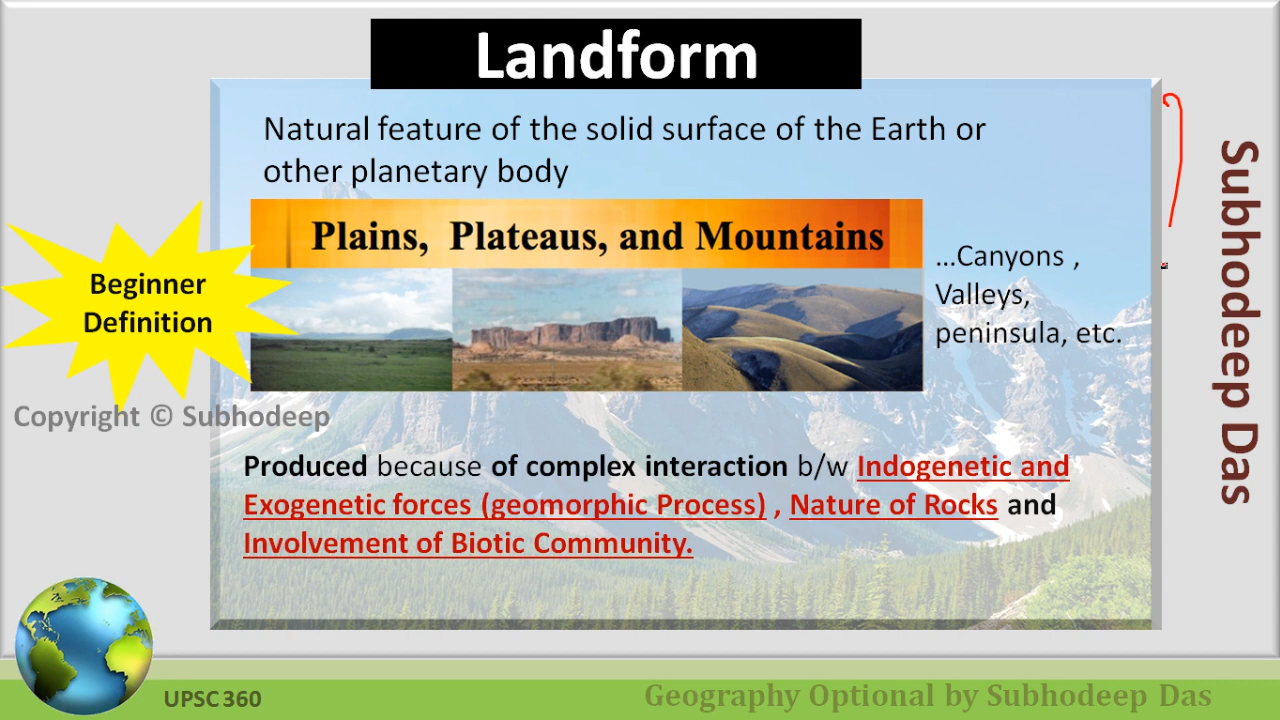 Landform
Natural feature of the solid surface of the Earth or
other planetary body
Plains, Plateaus, and Mountains
...Canyons ,
Valleys,
peninsula, etc.
Beginner
Definition
Copyright © Subhodeep
Produced because of complex interaction b/w Indogenetic and
Exogenetic forces (geomorphic Process) , Nature of Rocks and
Involvement of Biotic Community.
Subhodeep Das
UPSC 360
Geography Optional by Subhodeep Das